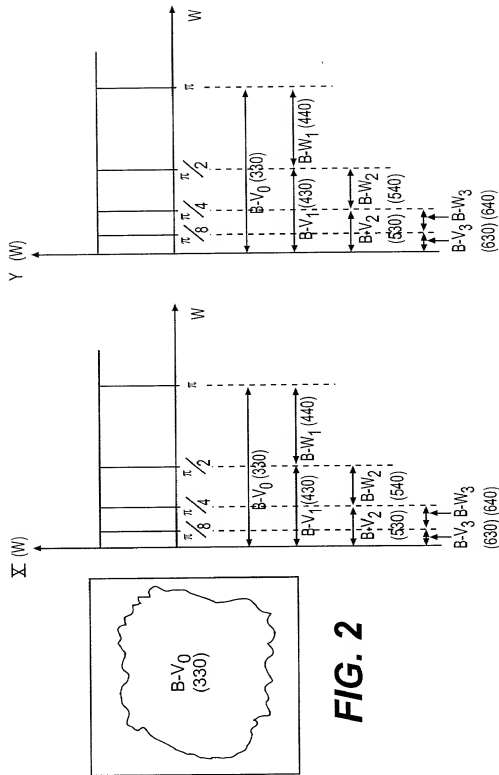 B-V0
(330)
FIG. 2
X (W)
W
π/8
π/4
π/2
π
B-V0 (330)
B-V1 (430)
B-W1 (440)
B-V2
(530)
B-W2
(540)
B-V3 B-W3
(630) (640)
Y (W)
W
π/8
π/4
π/2
π
B-V0 (330)
B-V1 (430)
B-W1 (440)
B-V2
(530)
B-W2
(540)
B-V3 B-W3
(630) (640)